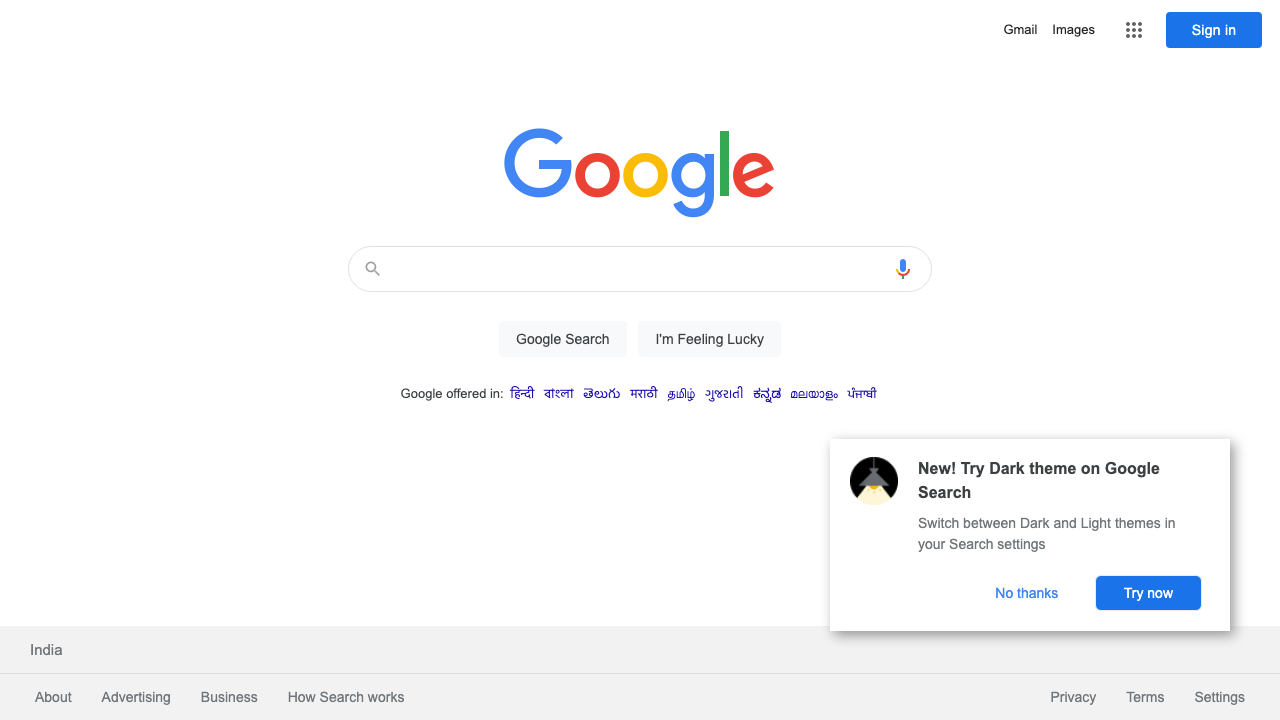 Gmail Images Sign in
Google
Google Search I'm Feeling Lucky
Google offered in: हिन्दी বাংলা తెలుగు मराठी தமிழ் ગુજરાતી ಕನ್ನಡ മലയാളം ਪੰਜਾਬੀ
New! Try Dark theme on Google
Search
Switch between Dark and Light themes in
your Search settings
No thanks Try now
India
About Advertising Business How Search works Privacy Terms Settings